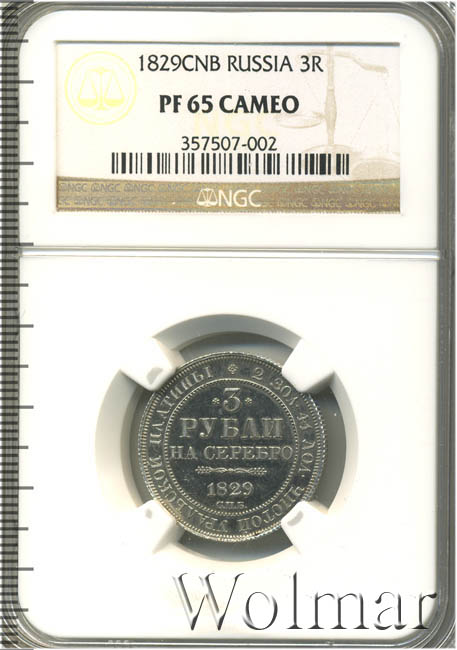 1829CNB RUSSIA 3R
PF 65 CAMEO
357507-002
NGC
* 2 ЗОЛ. 41 ДОЛ. ЧИСТОЙ УРАЛЬСКОЙ ПЛАТИНЫ
*3*
РУБЛИ
НА СЕРЕБРО
1829
С.П.Б.
Wolmar